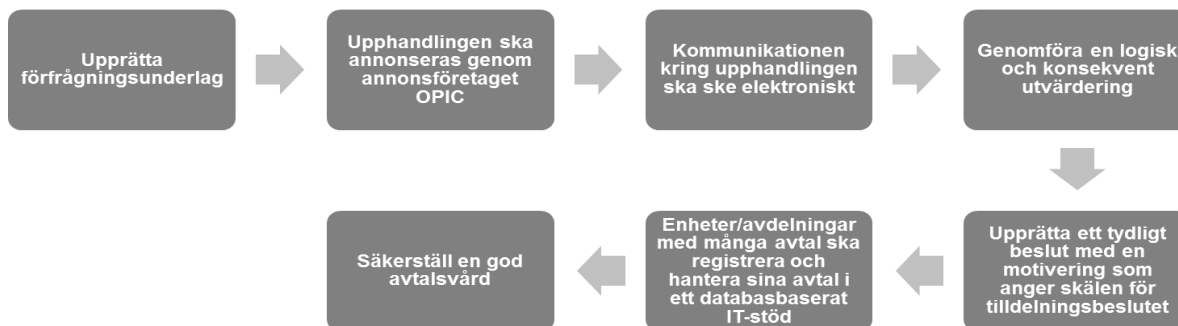 Upprätta
förfrågningsunderlag
Upphandlingen ska
annonseras genom
annonsföretaget
OPIC
Kommunikationen
kring upphandlingen
ska ske elektroniskt
Genomföra en logisk
och konsekvent
utvärdering
Upprätta ett tydligt
beslut med en
motivering som
anger skälen för
tilldelningsbeslutet
Enheter/avdelningar
med många avtal ska
registrera och
hantera sina avtal i
ett databasbaserat
IT-stöd
Säkerställ en god
avtalsvård